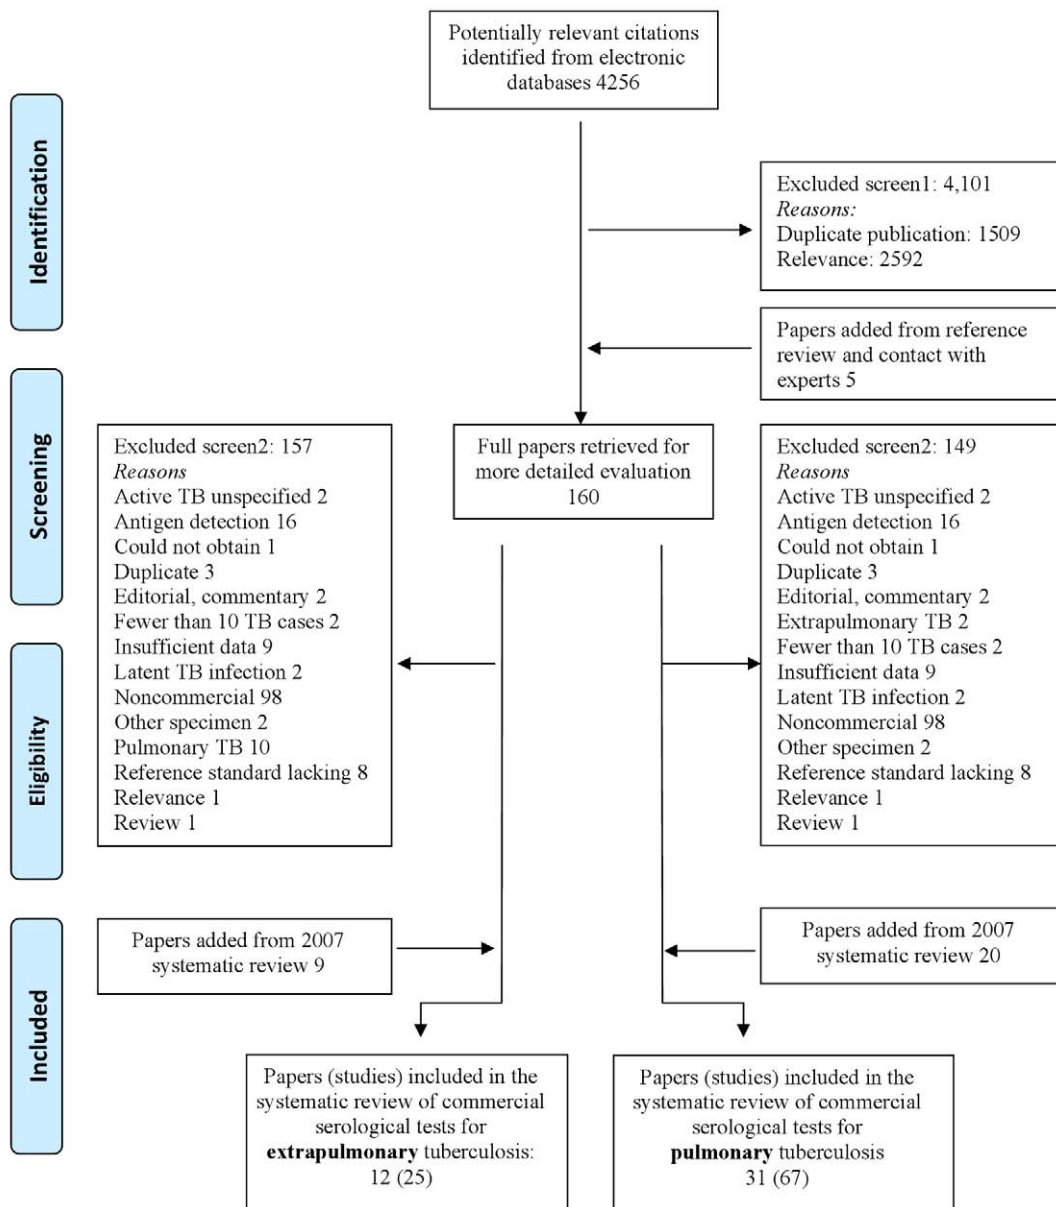 Potentially relevant citations
identified from electronic
databases 4256
Identification
Excluded screen1: 4,101
Reasons:
Duplicate publication: 1509
Relevance: 2592
Papers added from reference
review and contact with
experts 5
Screening
Excluded screen2: 157
Reasons
Active TB unspecified 2
Antigen detection 16
Could not obtain 1
Duplicate 3
Editorial, commentary 2
Fewer than 10 TB cases 2
Insufficient data 9
Latent TB infection 2
Noncommercial 98
Other specimen 2
Pulmonary TB 10
Reference standard lacking 8
Relevance 1
Review 1
Full papers retrieved for
more detailed evaluation
160
Excluded screen2: 149
Reasons
Active TB unspecified 2
Antigen detection 16
Could not obtain 1
Duplicate 3
Editorial, commentary 2
Extrapulmonary TB 2
Fewer than 10 TB cases 2
Insufficient data 9
Latent TB infection 2
Noncommercial 98
Other specimen 2
Reference standard lacking 8
Relevance 1
Review 1
Eligibility
Papers added from 2007
systematic review 9
Papers added from 2007
systematic review 20
Included
Papers (studies) included in the
systematic review of commercial
serological tests for
extrapulmonary tuberculosis:
12 (25)
Papers (studies) included in the
systematic review of commercial
serological tests for
pulmonary tuberculosis
31 (67)